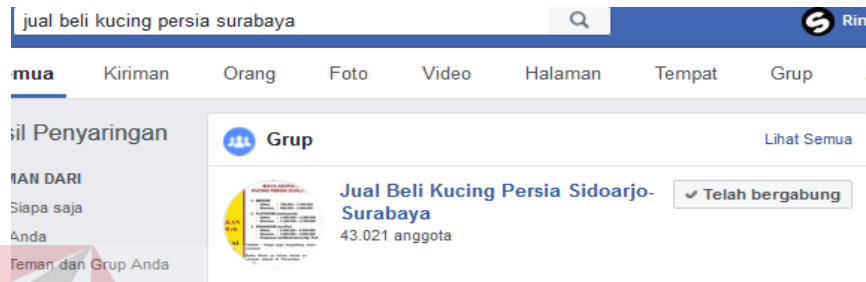 jual beli kucing persia surabaya
Rin
mua Kiriman Orang Foto Video Halaman Tempat Grup
sil Penyaringan
Grup
Lihat Semua
MAN DARI
Siapa saja
Anda
Teman dan Grup Anda
Jual Beli Kucing Persia Sidoarjo-
Surabaya
43.021 anggota
Telah bergabung